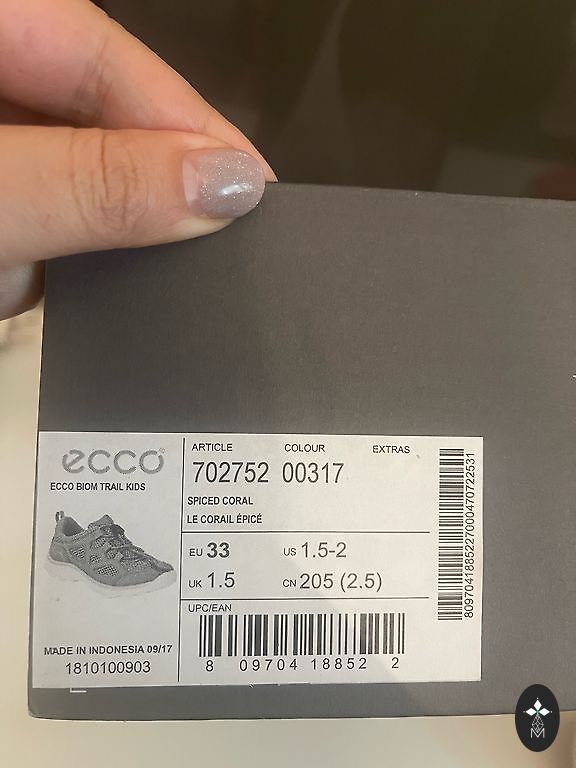 ecco
ECCO BIOM TRAIL KIDS
MADE IN INDONESIA 09/17
1810100903
ARTICLE COLOUR EXTRAS
702752 00317
SPICED CORAL
LE CORAIL ÉPICÉ
EU 33 US 1.5-2
UK 1.5 CN 205 (2.5)
UPC/EAN
8 09704 18852 2
8097041885227000470722531
M